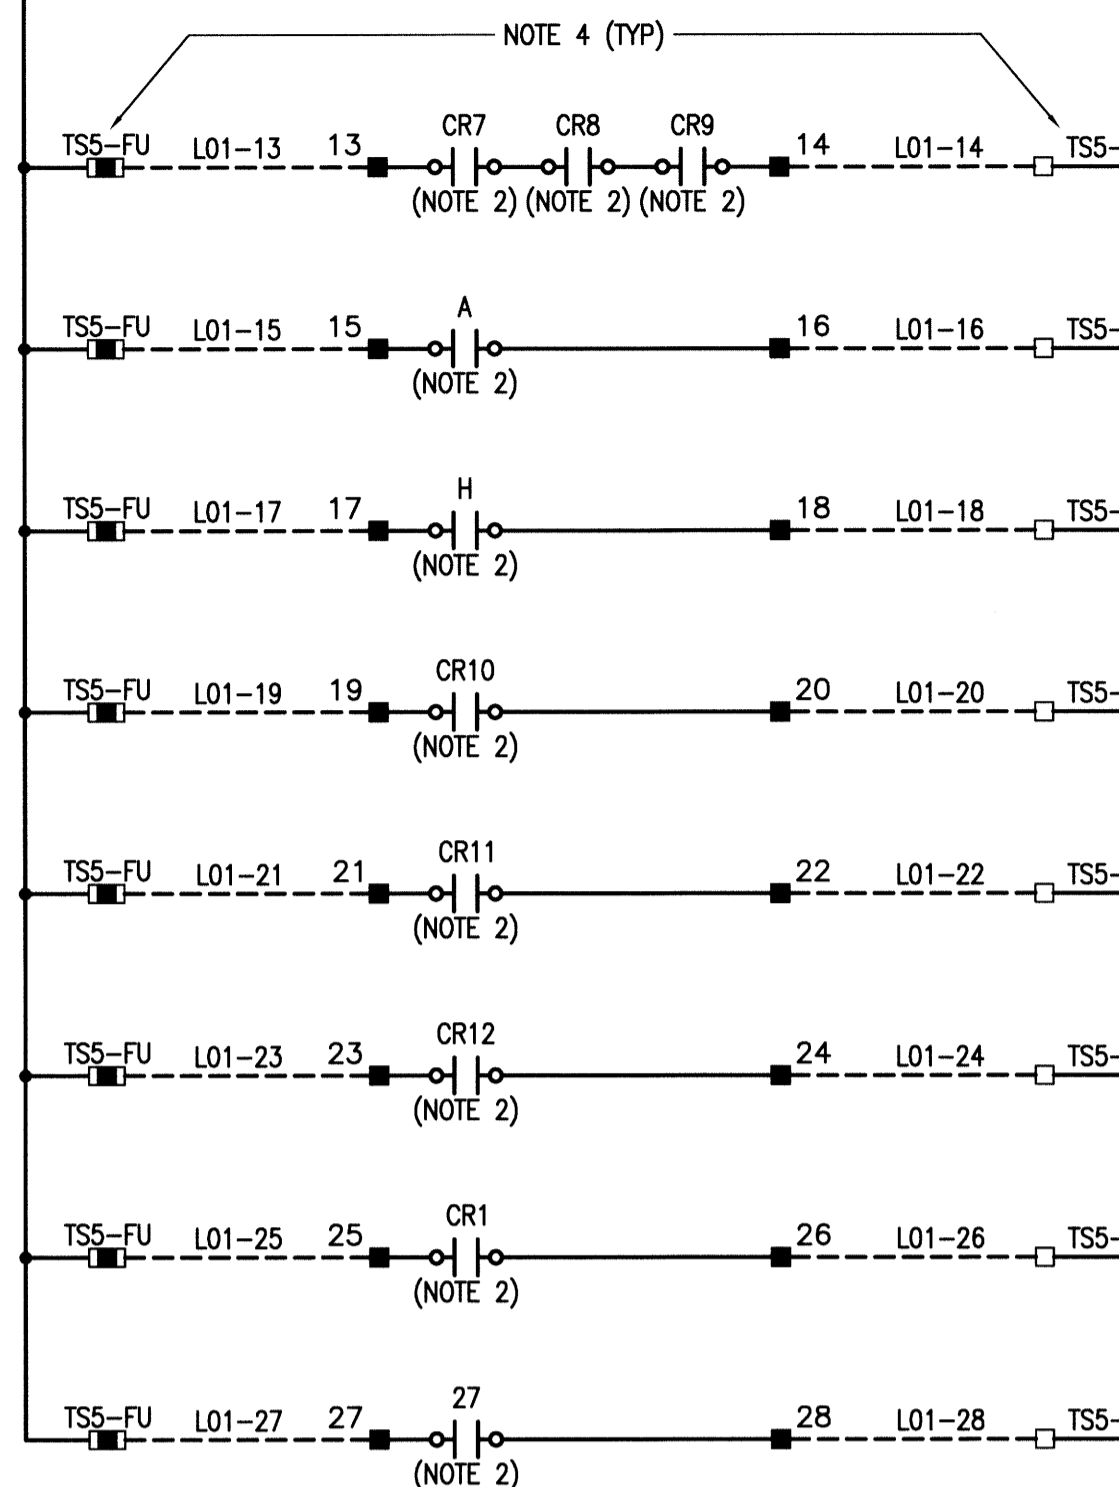 NOTE 4 (TYP)
CR7 CR8 CR9
TS5-FU L01-13 13 14 L01-14 TS5-
(NOTE 2) (NOTE 2) (NOTE 2)
A
TS5-FU L01-15 15 16 L01-16 TS5-
(NOTE 2)
H
TS5-FU L01-17 17 18 L01-18 TS5-
(NOTE 2)
CR10
TS5-FU L01-19 19 20 L01-20 TS5-
(NOTE 2)
CR11
TS5-FU L01-21 21 22 L01-22 TS5-
(NOTE 2)
CR12
TS5-FU L01-23 23 24 L01-24 TS5-
(NOTE 2)
CR1
TS5-FU L01-25 25 26 L01-26 TS5-
(NOTE 2)
27
TS5-FU L01-27 27 28 L01-28 TS5-
(NOTE 2)